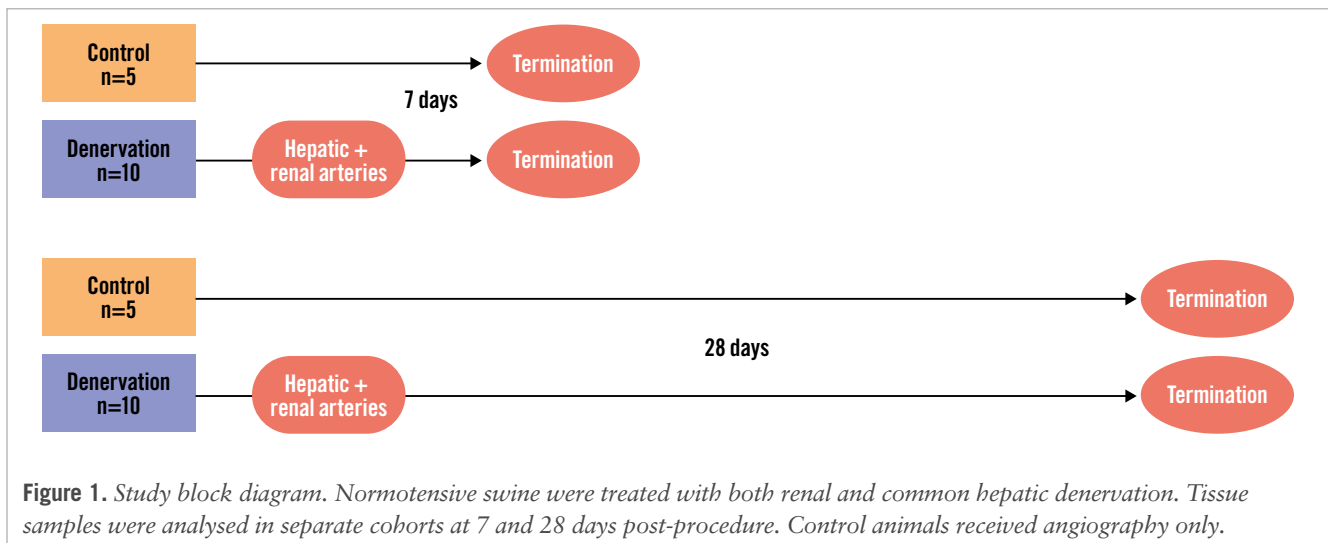 Control
n=5
Termination
7 days
Denervation
n=10
Hepatic +
renal arteries
Termination
Control
n=5
Termination
28 days
Denervation
n=10
Hepatic +
renal arteries
Termination
Figure 1. Study block diagram. Normotensive swine were treated with both renal and common hepatic denervation. Tissue
samples were analysed in separate cohorts at 7 and 28 days post-procedure. Control animals received angiography only.